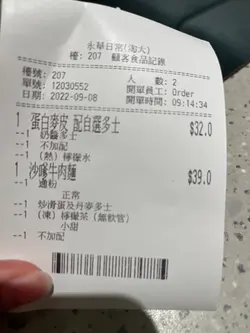 永華日常(海天)
檯: 207 顧客食品記錄
檯號: 207 人 數: 2
單號: 12030552 開單員工: Order
日期: 2022-09-08 開單時間: 09:14:34
1 蛋白麥皮 配自選多士 $32.0
--1 奶醬多士
--1 不加配
--1 (熱) 檸檬水
1 沙嗲牛肉麵 $39.0
--1 通粉
正常
--1 炒滑蛋及丹麥多士
--1 (凍) 檸檬茶 (無飲管)
小甜
--1 不加配